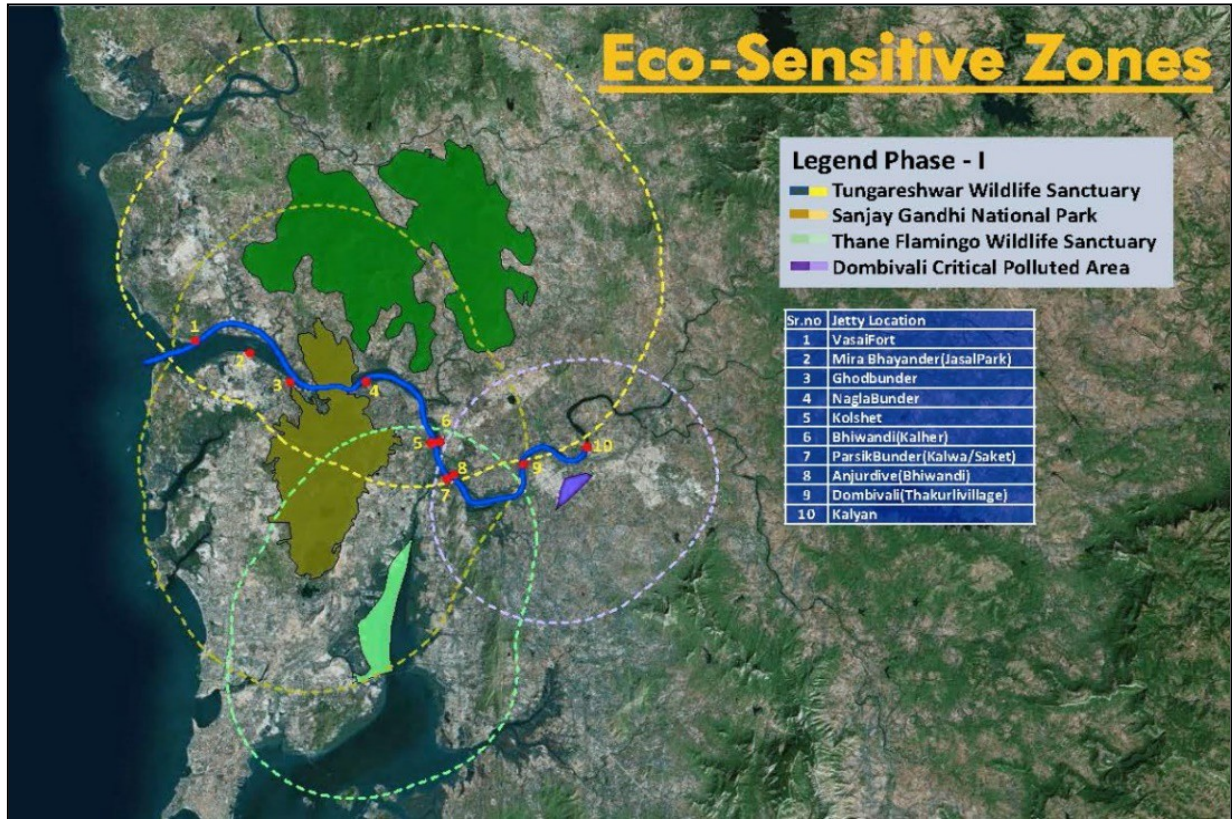 Eco-Sensitive Zones
Legend Phase - I
Tungareshwar Wildlife Sanctuary
Sanjay Gandhi National Park
Thane Flamingo Wildlife Sanctuary
Dombivali Critical Polluted Area
Sr.no Jetty Location
1 VasaiFort
2 Mira Bhayander(JasalPark)
3 Ghodbunder
4 NaglaBunder
5 Kolshet
6 Bhiwandi(Kalher)
7 ParsikBunder(Kalwa/Saket)
8 Anjurdive(Bhiwandi)
9 Dombivali(Thakurlivillage)
10 Kalyan
1
2
3
4
6
5
10
8
9
7